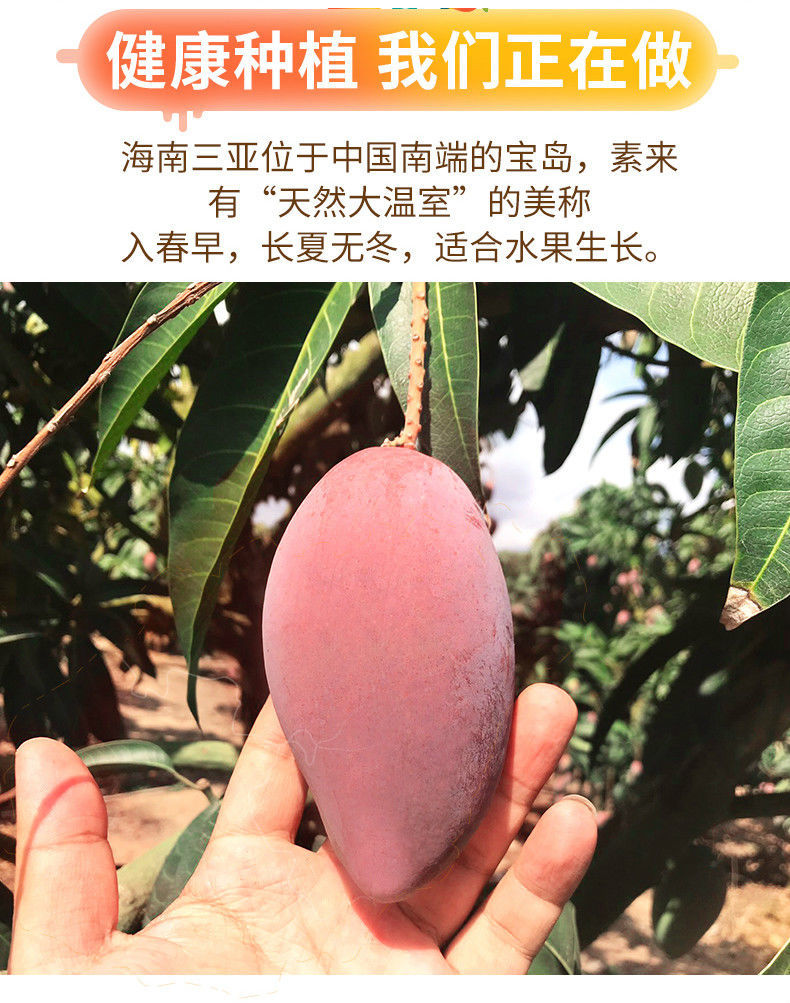 健康种植 我们正在做
海南三亚位于中国南端的宝岛，素来
有“天然大温室”的美称
入春早，长夏无冬，适合水果生长。